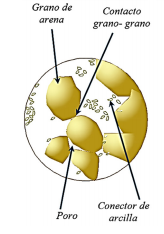 Grano de
arena
Contacto
grano- grano
Poro
Conector de
arcilla